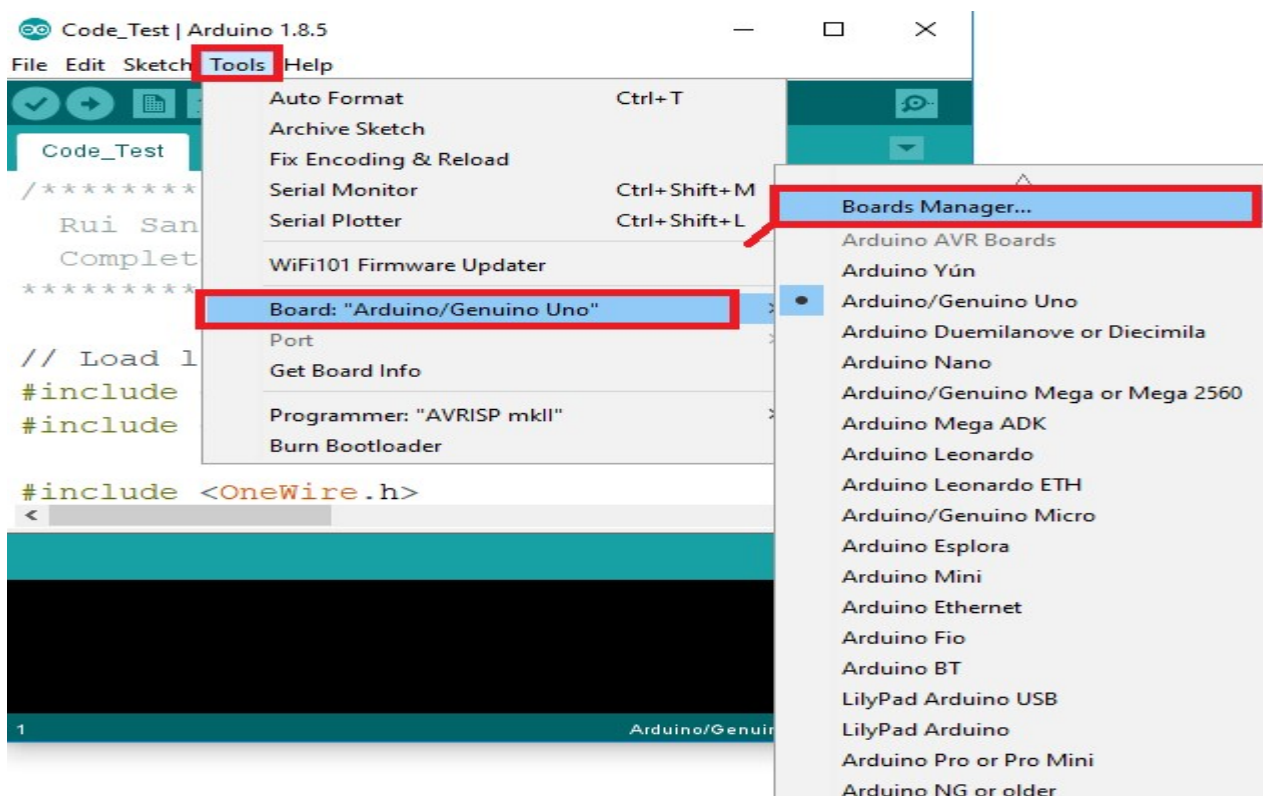 Code_Test | Arduino 1.8.5
File Edit Sketch Tools Help
Auto Format Ctrl+T
Archive Sketch
Fix Encoding & Reload
Serial Monitor Ctrl+Shift+M
Serial Plotter Ctrl+Shift+L
WiFi101 Firmware Updater
Board: "Arduino/Genuino Uno"
Port
Get Board Info
Programmer: "AVRISP mkII"
Burn Bootloader
Code_Test
/********
Rui San
Complet
*********
// Load l
#include
#include
#include <OneWire.h>
1 Arduino/Genuin
Boards Manager...
Arduino AVR Boards
Arduino Yún
Arduino/Genuino Uno
Arduino Duemilanove or Diecimila
Arduino Nano
Arduino/Genuino Mega or Mega 2560
Arduino Mega ADK
Arduino Leonardo
Arduino Leonardo ETH
Arduino/Genuino Micro
Arduino Esplora
Arduino Mini
Arduino Ethernet
Arduino Fio
Arduino BT
LilyPad Arduino USB
LilyPad Arduino
Arduino Pro or Pro Mini
Arduino NG or older